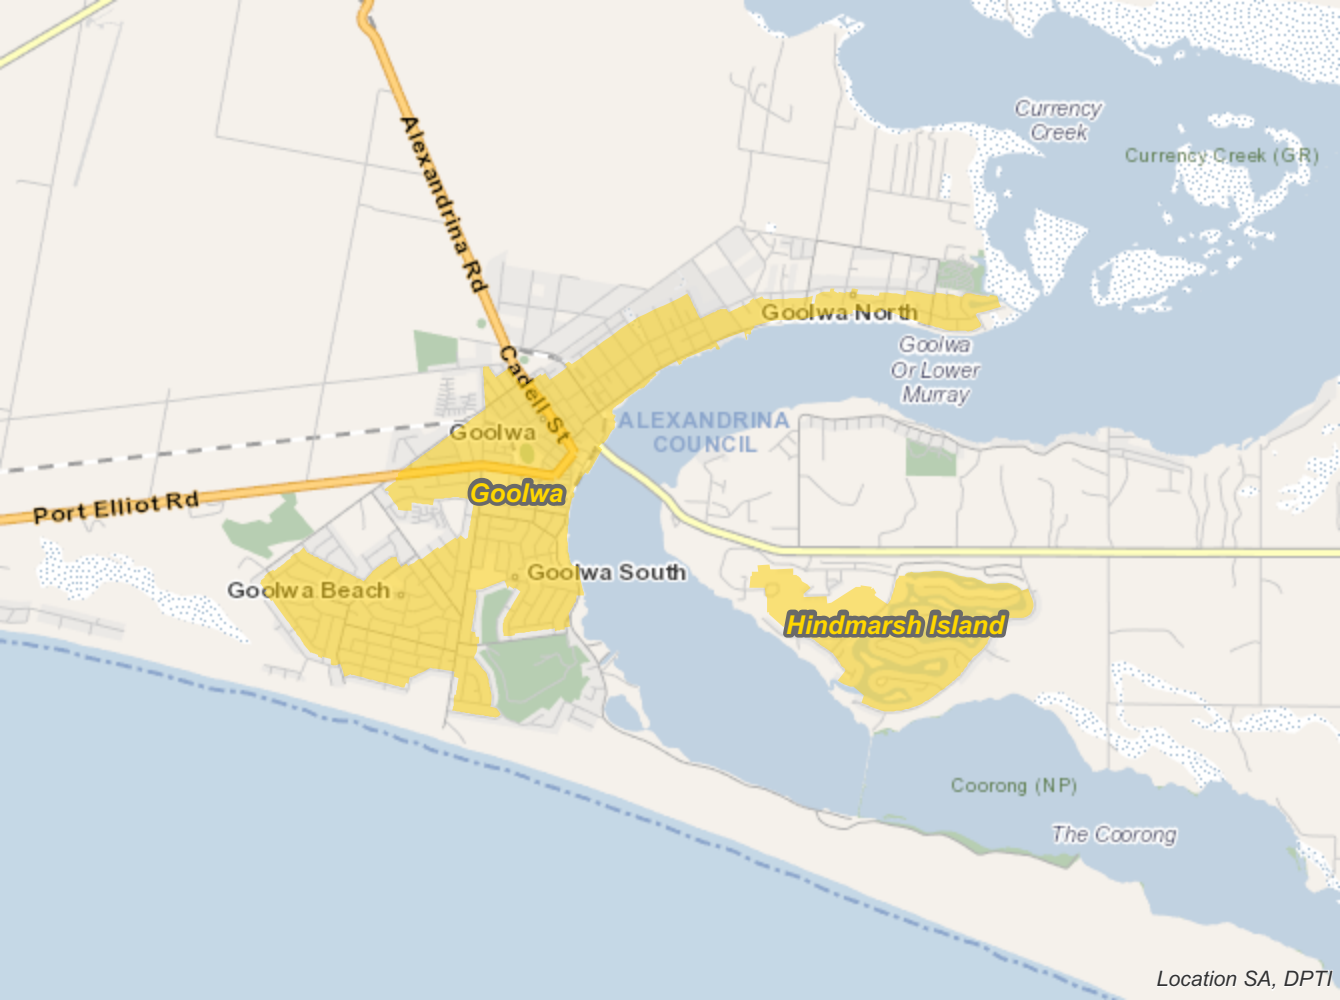 Currency
Creek
Currency Creek (GR)
Alexandrina Rd
Goolwa North
Goolwa
Or Lower
Murray
Cadell St
ALEXANDRINA
COUNCIL
Goolwa
Goolwa
Port Elliot Rd
Goolwa South
Goolwa Beach
Hindmarsh Island
Coorong (NP)
The Coorong
Location SA, DPTI